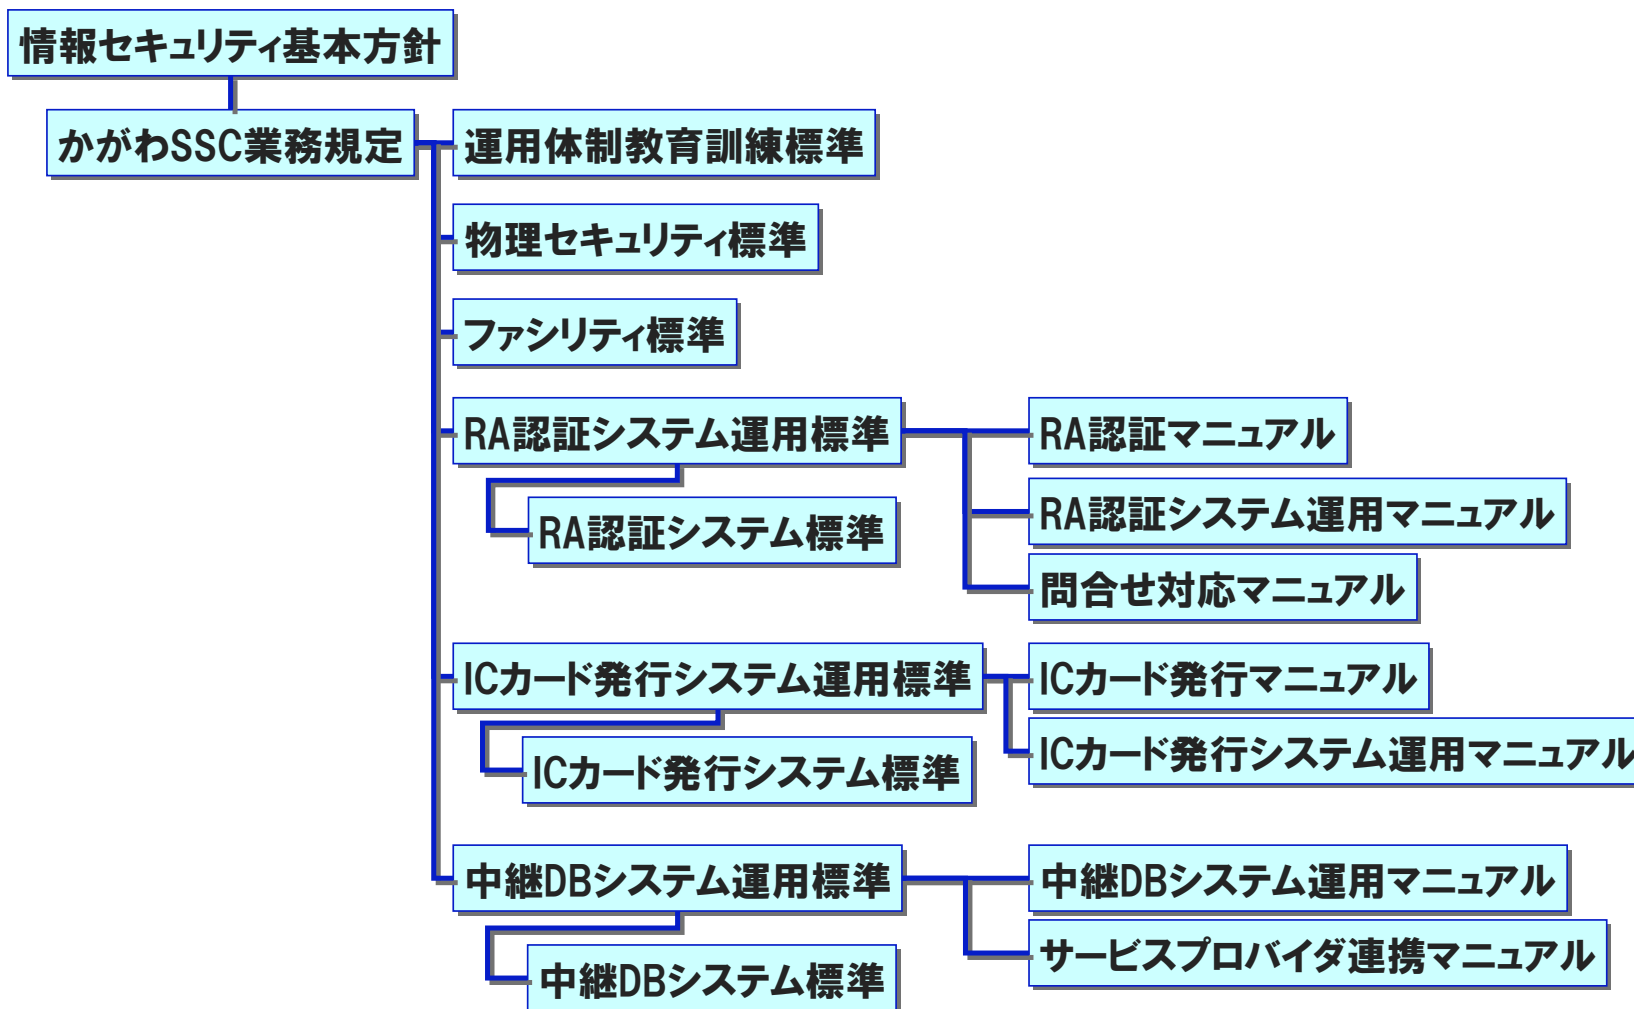 情報セキュリティ基本方針
かがわSSC業務規定
運用体制教育訓練標準
物理セキュリティ標準
ファシリティ標準
RA認証システム運用標準
RA認証マニュアル
RA認証システム運用マニュアル
RA認証システム標準
問合せ対応マニュアル
ICカード発行システム運用標準
ICカード発行マニュアル
ICカード発行システム運用マニュアル
ICカード発行システム標準
中継DBシステム運用標準
中継DBシステム運用マニュアル
サービスプロバイダ連携マニュアル
中継DBシステム標準